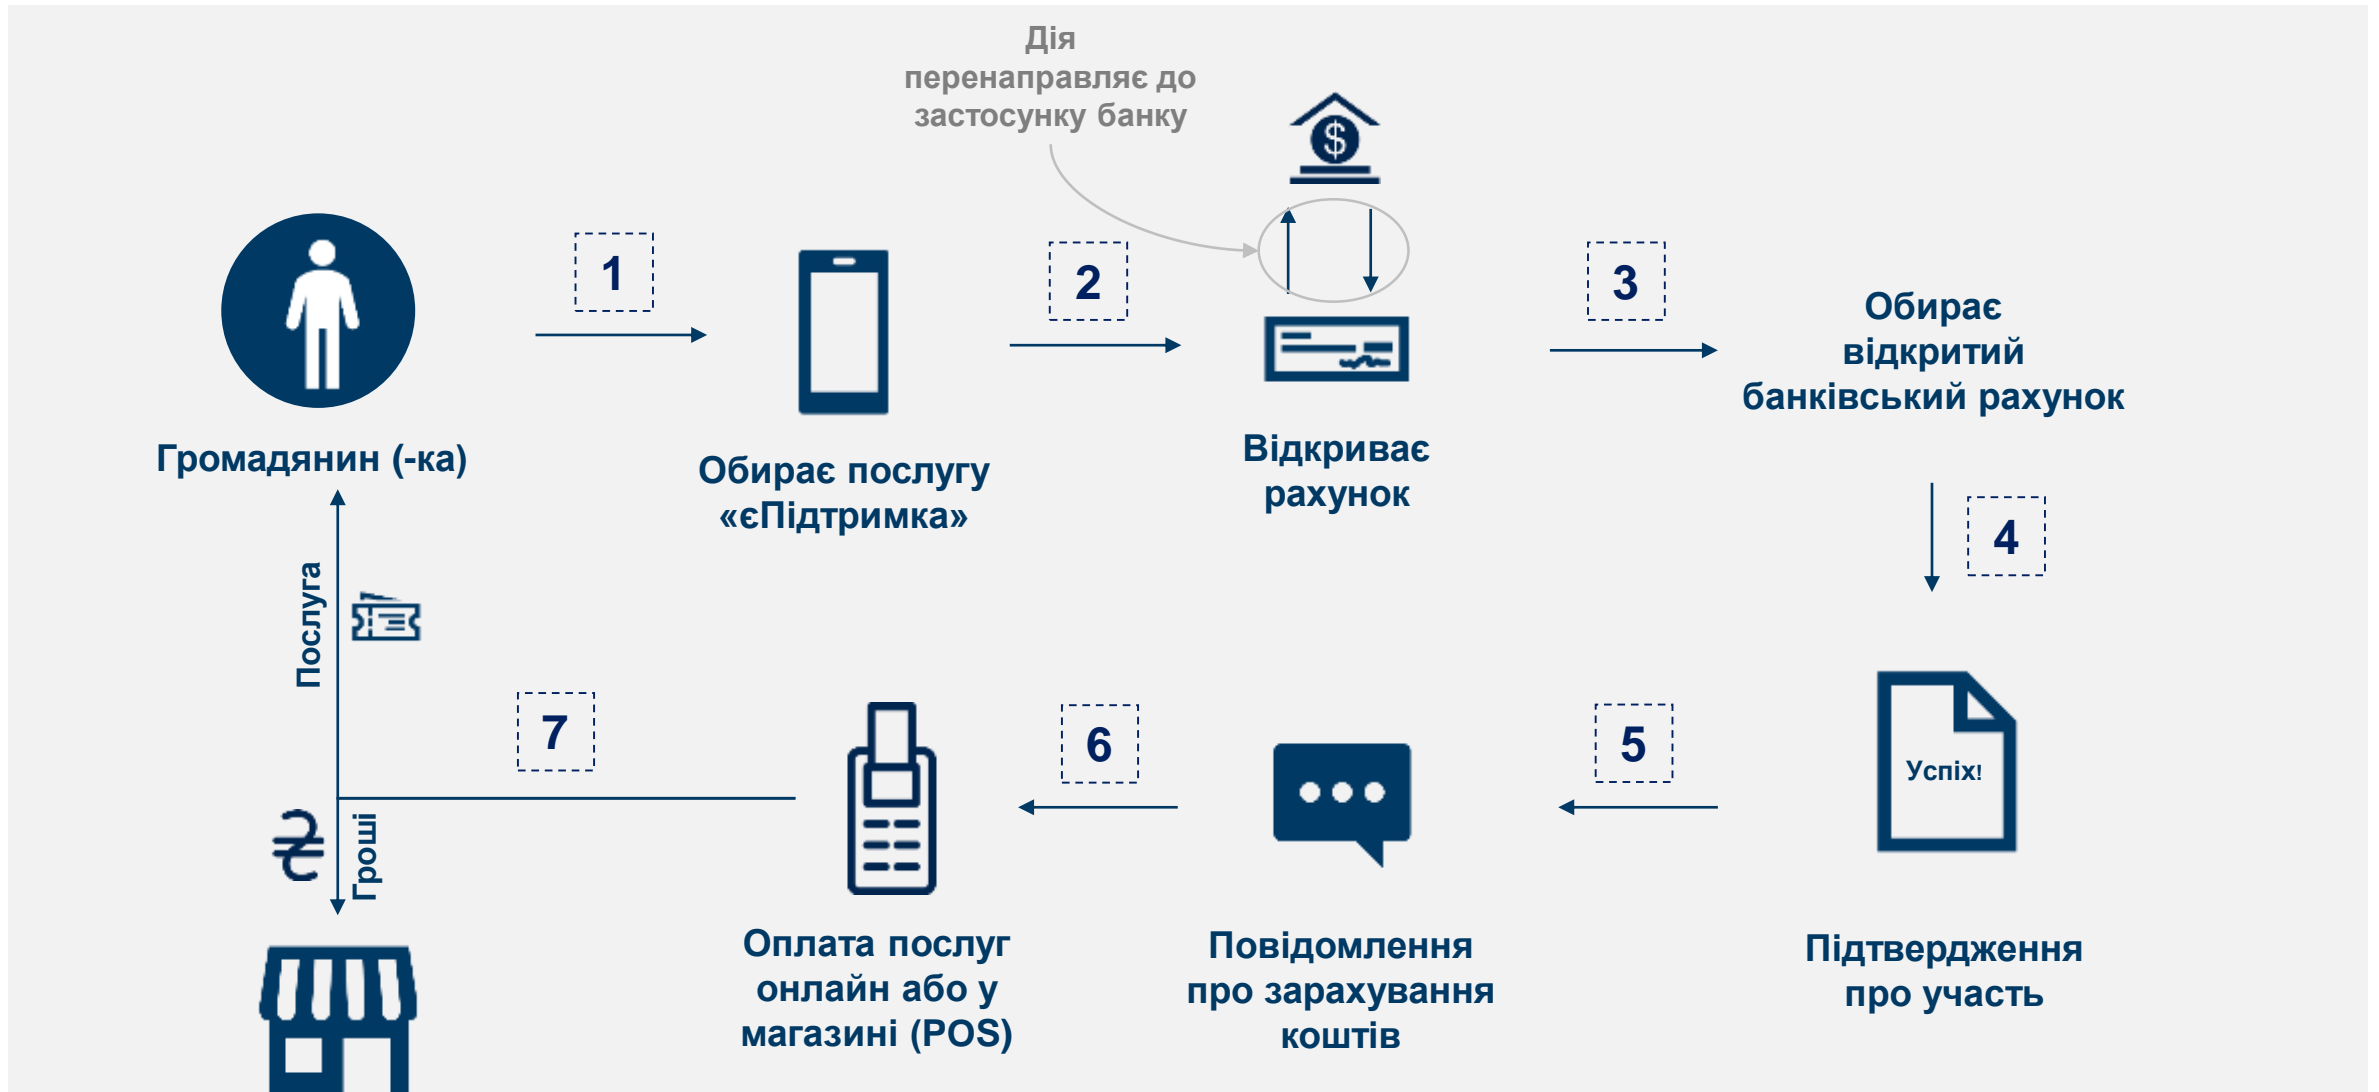 Дія
перенаправляє до
застосунку банку
$
1
2
3
Громадянин (-ка)
Обирає послугу
«єПідтримка»
Відкриває
рахунок
Обирає
відкритий
банківський рахунок
4
Послуга
7
6
5
Успіх!
₴
Гроші
Оплата послуг
онлайн або у
магазині (POS)
Повідомлення
про зарахування
коштів
Підтвердження
про участь